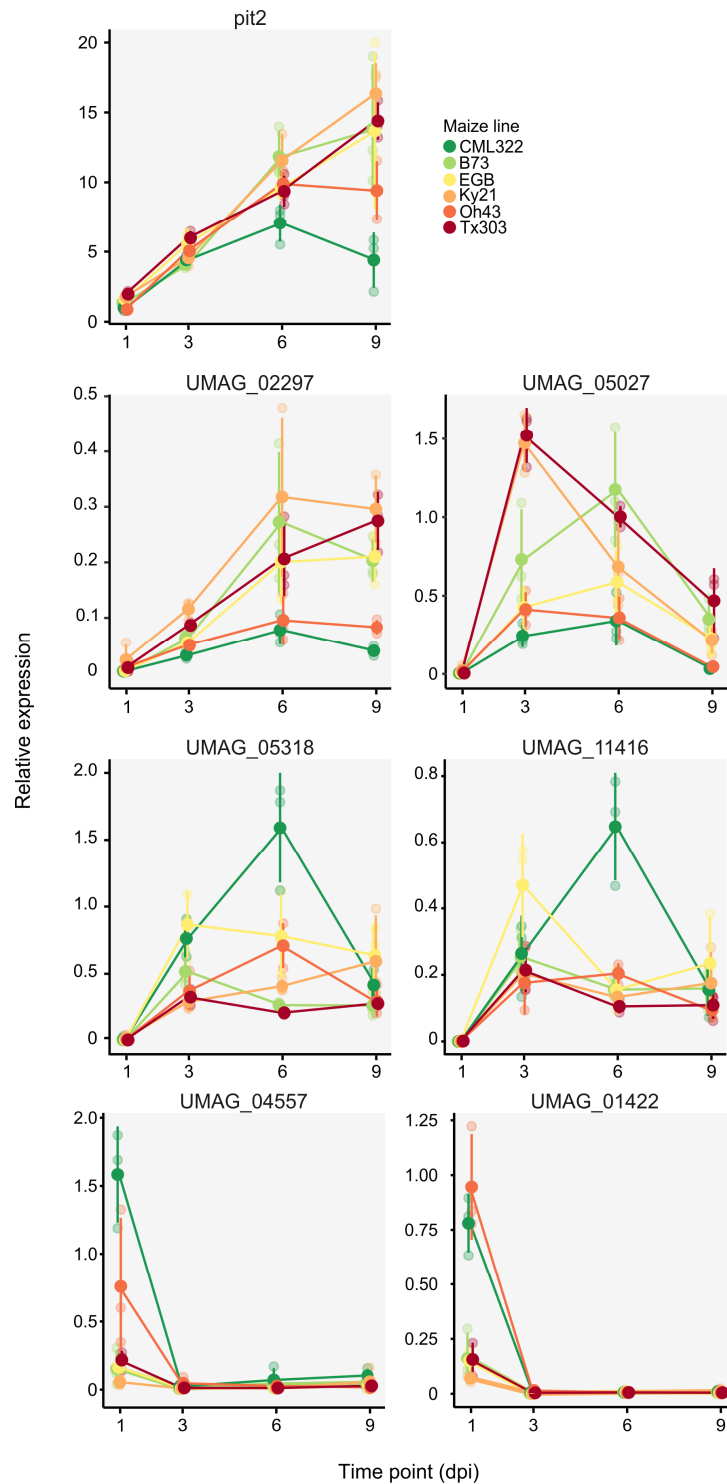 pit2
20
15
10
5
0
1 3 6 9
Maize line
CML322
B73
EGB
Ky21
Oh43
Tx303
Relative expression
UMAG_02297
0.5
0.4
0.3
0.2
0.1
0
1 3 6 9
UMAG_05027
1.5
1.0
0.5
0
1 3 6 9
UMAG_05318
2.0
1.5
1.0
0.5
0
1 3 6 9
UMAG_11416
0.8
0.6
0.4
0.2
0
1 3 6 9
UMAG_04557
2.0
1.5
1.0
0.5
0
1 3 6 9
UMAG_01422
1.25
1.00
0.75
0.50
0.25
0
1 3 6 9
Time point (dpi)